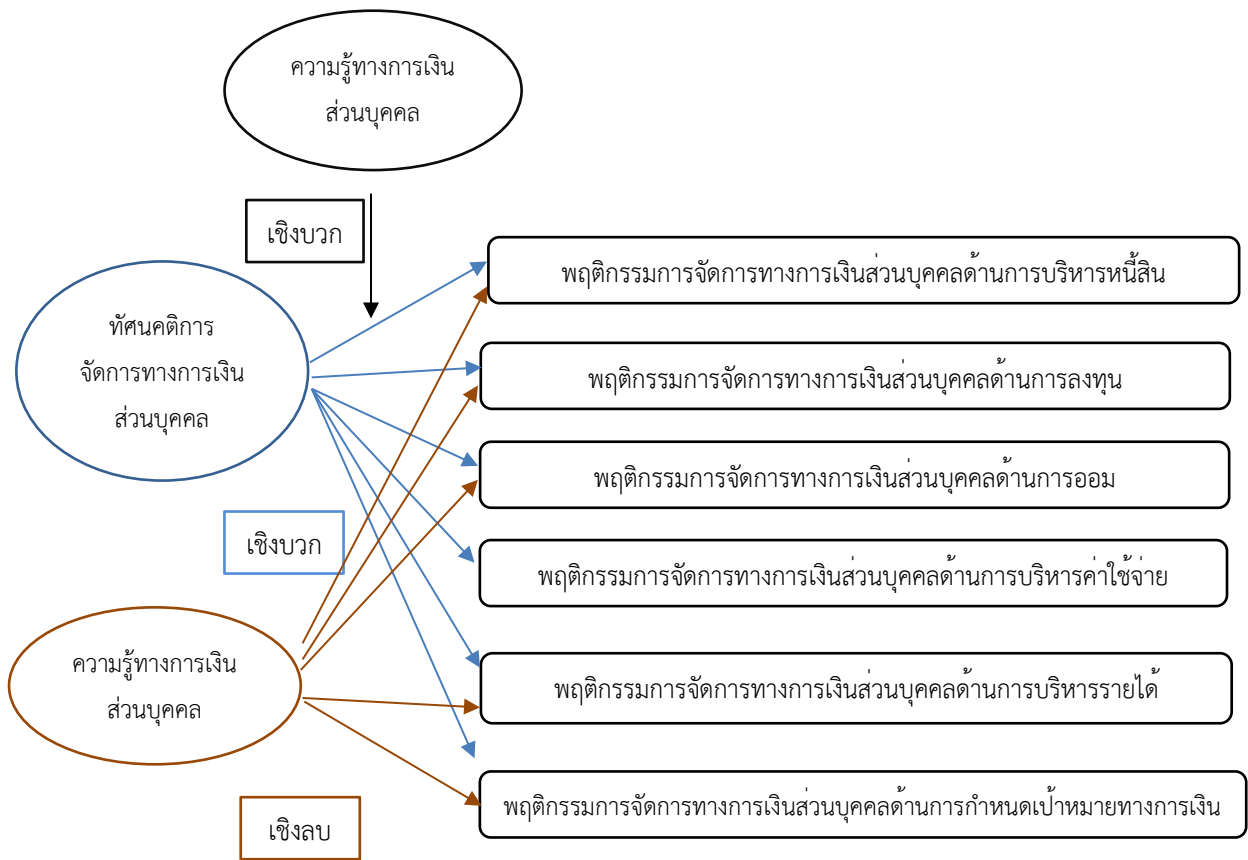 ความรู้ทางการเงิน
ส่วนบุคคล
เชิงบวก
พฤติกรรมการจัดการทางการเงินส่วนบุคคลด้านการบริหารหนี้สิน
ทัศนคติการ
จัดการทางการเงิน
ส่วนบุคคล
พฤติกรรมการจัดการทางการเงินส่วนบุคคลด้านการลงทุน
พฤติกรรมการจัดการทางการเงินส่วนบุคคลด้านการออม
เชิงบวก
พฤติกรรมการจัดการทางการเงินส่วนบุคคลด้านการบริหารค่าใช้จ่าย
ความรู้ทางการเงิน
ส่วนบุคคล
พฤติกรรมการจัดการทางการเงินส่วนบุคคลด้านการบริหารรายได้
พฤติกรรมการจัดการทางการเงินส่วนบุคคลด้านการกำหนดเป้าหมายทางการเงิน
เชิงลบ